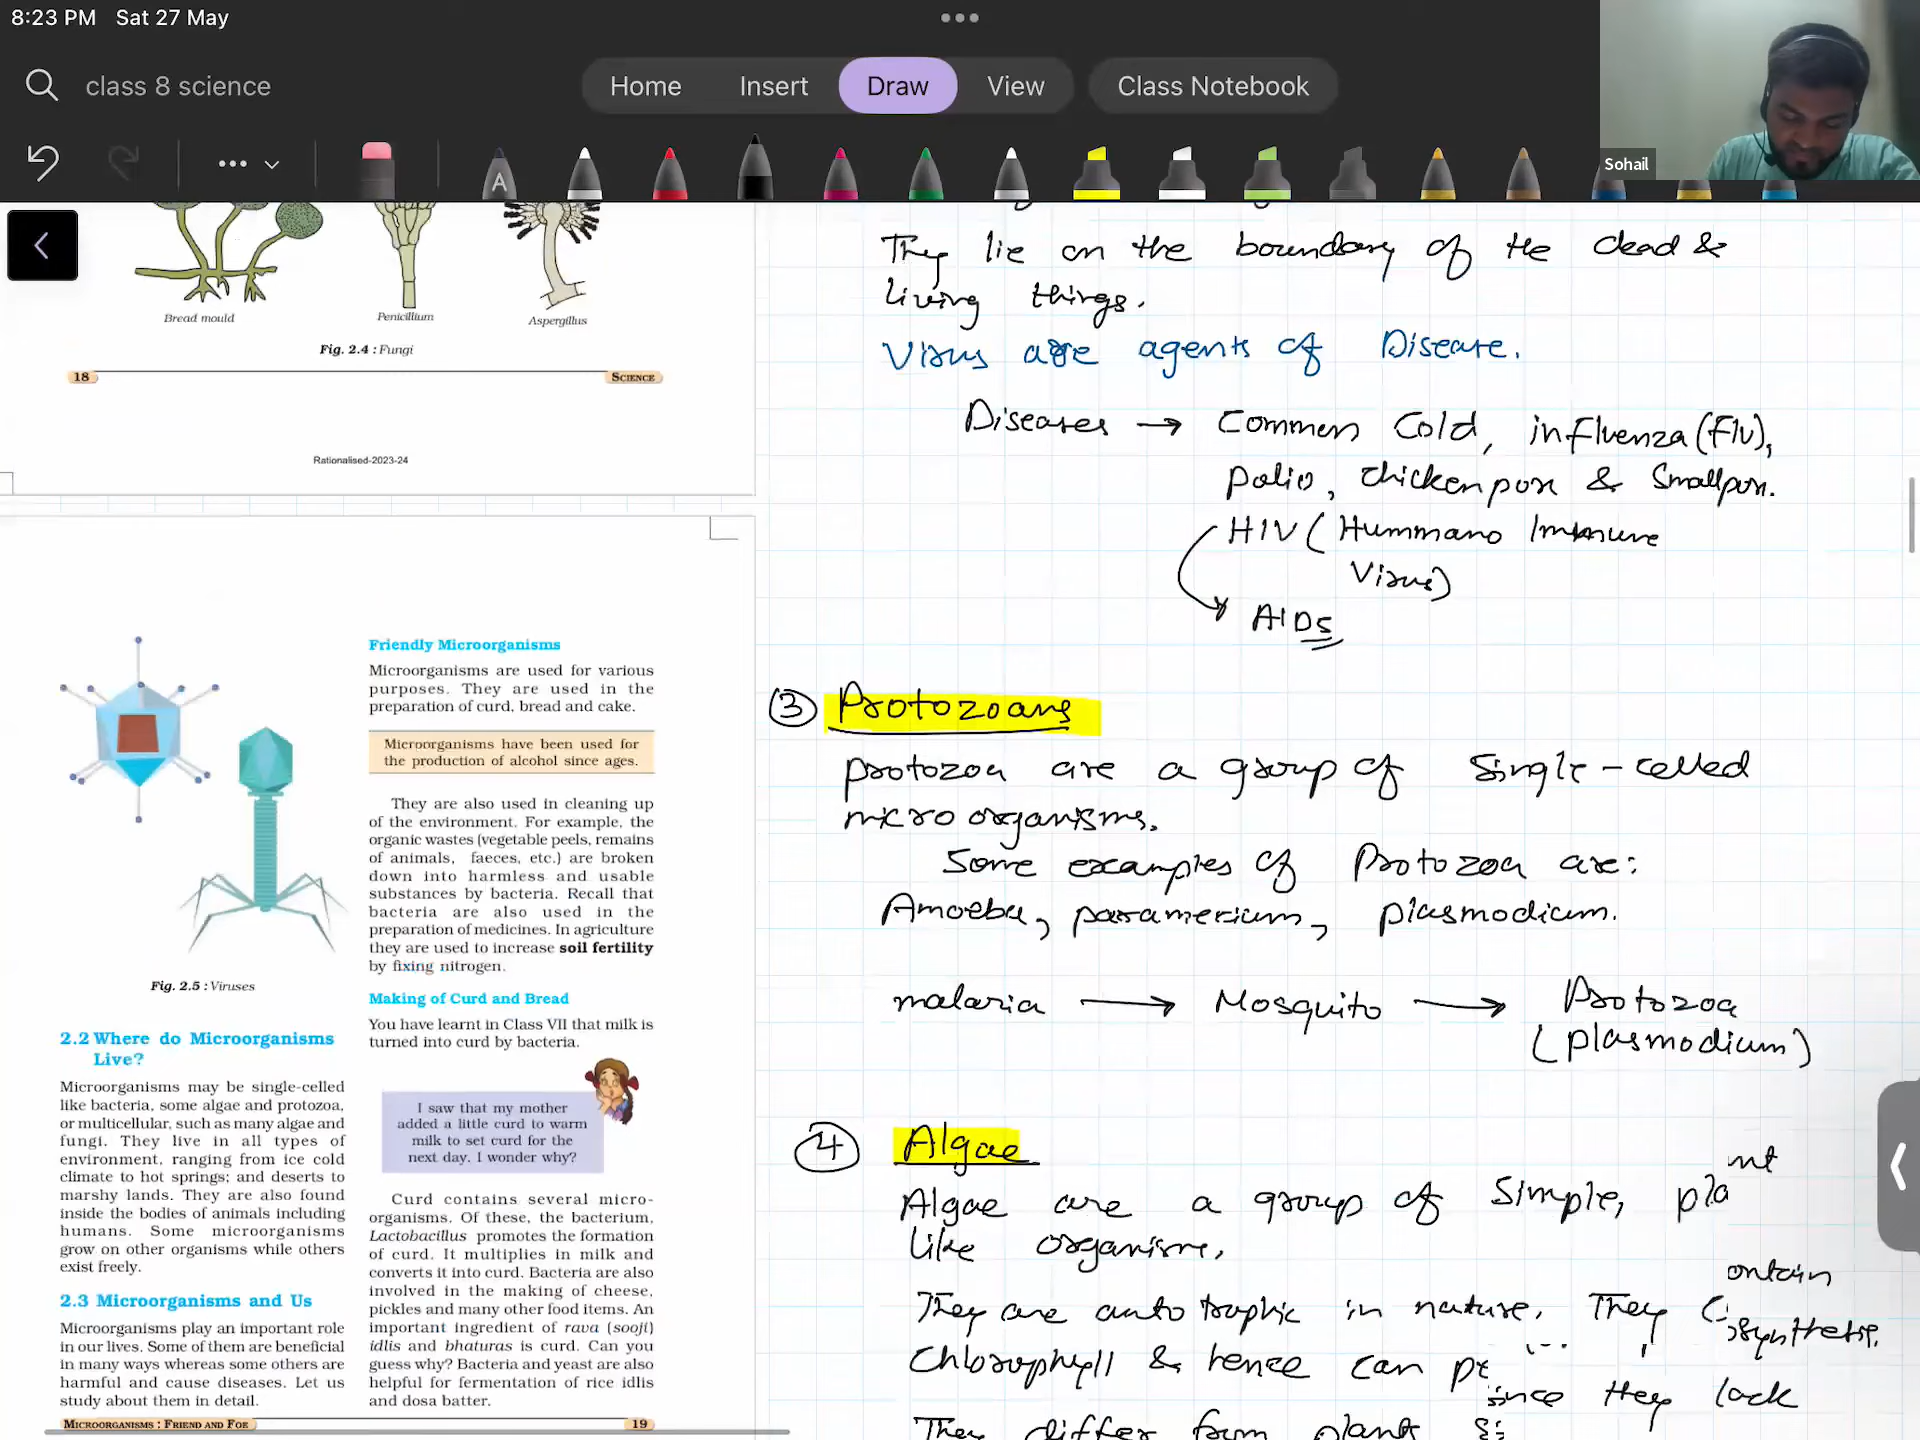 8:23 PM Sat 27 May
class 8 science
Home Insert Draw View Class Notebook
A
Sohail
Bread mould
Penicillium
Aspergillus
Fig. 2.4 : Fungi
18
SCIENCE
Rationalised-2023-24
Fig. 2.5 : Viruses
2.2 Where do Microorganisms
Live?
Microorganisms may be single-celled
like bacteria, some algae and protozoa,
or multicellular, such as many algae and
fungi. They live in all types of
environment, ranging from ice cold
climate to hot springs; and deserts to
marshy lands. They are also found
inside the bodies of animals including
humans. Some microorganisms
grow on other organisms while others
exist freely.
2.3 Microorganisms and Us
Microorganisms play an important role
in our lives. Some of them are beneficial
in many ways whereas some others are
harmful and cause diseases. Let us
study about them in detail.
Friendly Microorganisms
Microorganisms are used for various
purposes. They are used in the
preparation of curd, bread and cake.
Microorganisms have been used for
the production of alcohol since ages.
They are also used in cleaning up
of the environment. For example, the
organic wastes (vegetable peels, remains
of animals, faeces, etc.) are broken
down into harmless and usable
substances by bacteria. Recall that
bacteria are also used in the
preparation of medicines. In agriculture
they are used to increase soil fertility
by fixing nitrogen.
Making of Curd and Bread
You have learnt in Class VII that milk is
turned into curd by bacteria.
I saw that my mother
added a little curd to warm
milk to set curd for the
next day. I wonder why?
Curd contains several micro-
organisms. Of these, the bacterium,
Lactobacillus promotes the formation
of curd. It multiplies in milk and
converts it into curd. Bacteria are also
involved in the making of cheese,
pickles and many other food items. An
important ingredient of rava (sooji)
idlis and bhaturas is curd. Can you
guess why? Bacteria and yeast are also
helpful for fermentation of rice idlis
and dosa batter.
MICROORGANISMS : FRIEND AND FOE
19
They lie on the boundary of the dead &
living things.
Virus are agents of Disease.
Diseases → Common Cold, influenza (Flu),
Polio, Chickenpox & Smallpox.
HIV (Hummano Immune
Virus)
AIDS
③ Protozoans
protozoa are a group of Single-celled
micro organisms.
Some examples of Protozoa are:
Amoeba, paramecium, plasmodium.
malaria → Mosquito → Protozoa
(plasmodium)
④ Algae
Algae are a group of Simple, pla nt
like organism.
They are autotrophic in nature. They C ontain
Chlorophyll & hence can
They differ from plants since they lack